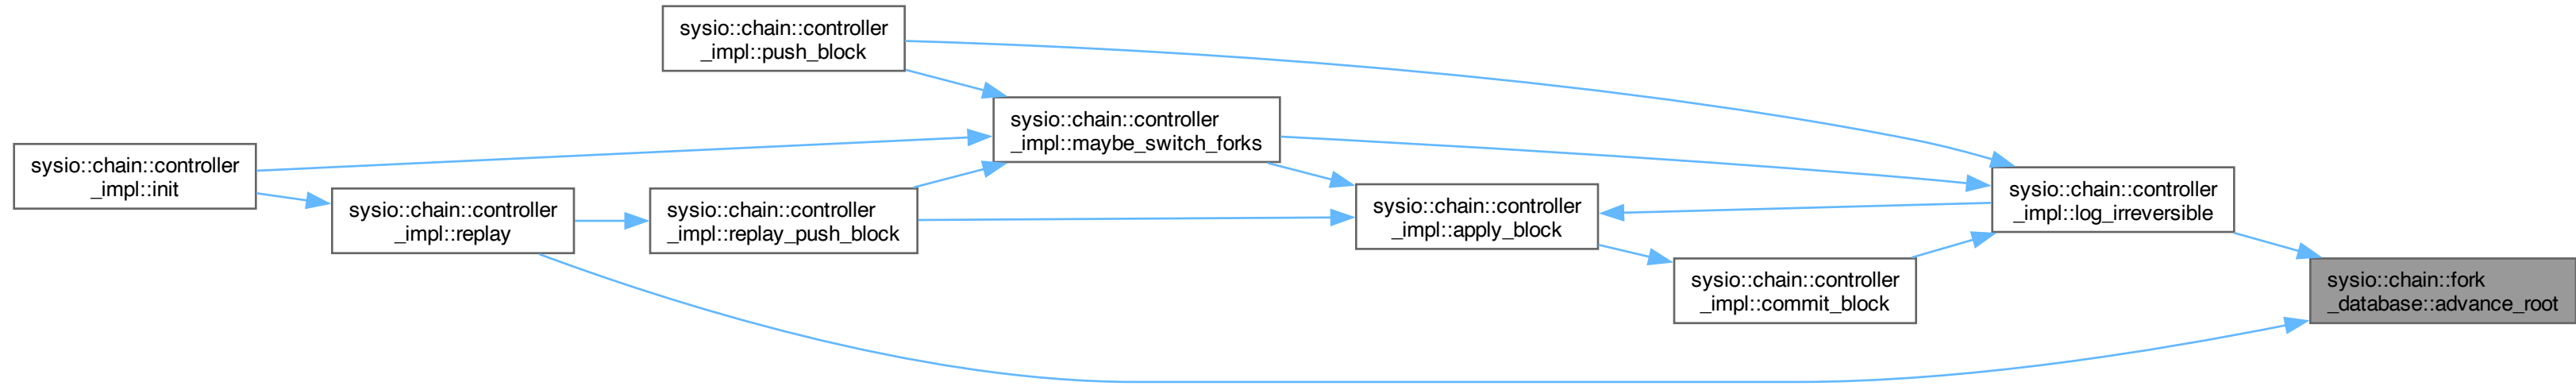 sysio::chain::controller
_impl::push_block
sysio::chain::controller
_impl::maybe_switch_forks
sysio::chain::controller
_impl::init
sysio::chain::controller
_impl::replay
sysio::chain::controller
_impl::replay_push_block
sysio::chain::controller
_impl::apply_block
sysio::chain::controller
_impl::log_irreversible
sysio::chain::controller
_impl::commit_block
sysio::chain::fork
_database::advance_root